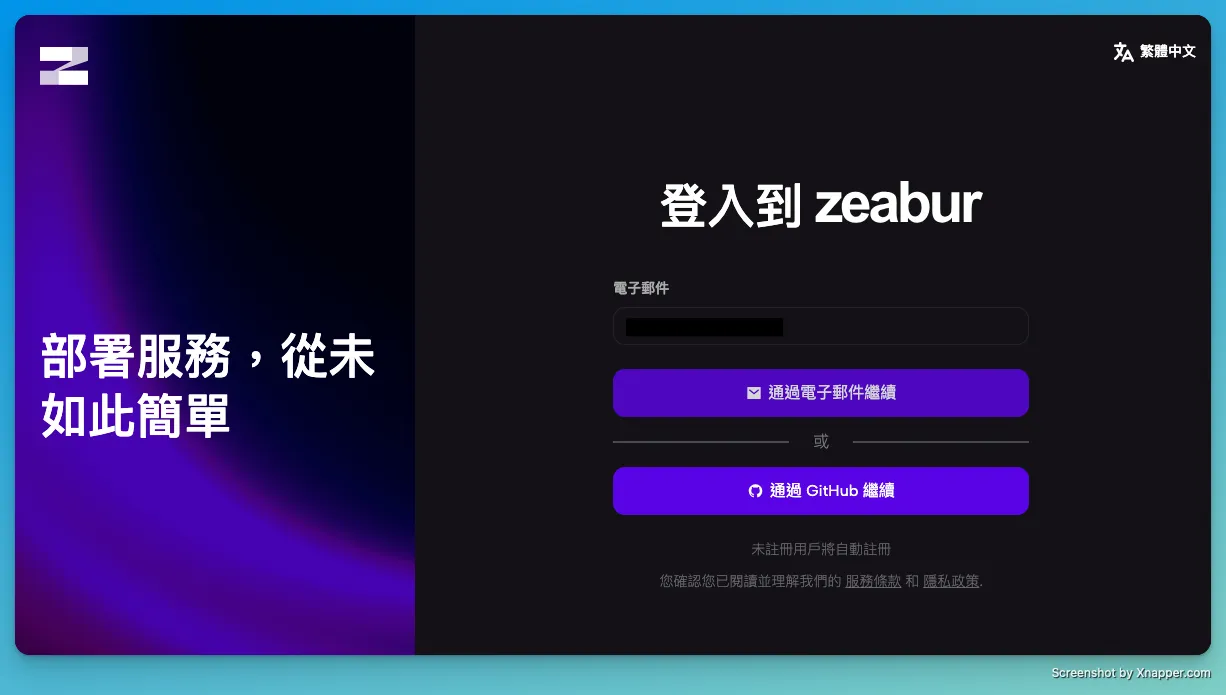 繁體中文
部署服務，從未
如此簡單
登入到 zeabur
電子郵件
通過電子郵件繼續
或
通過 GitHub 繼續
未註冊用戶將自動註冊
您確認您已閱讀並理解我們的 服務條款 和 隱私政策.
Screenshot by Xnapper.com